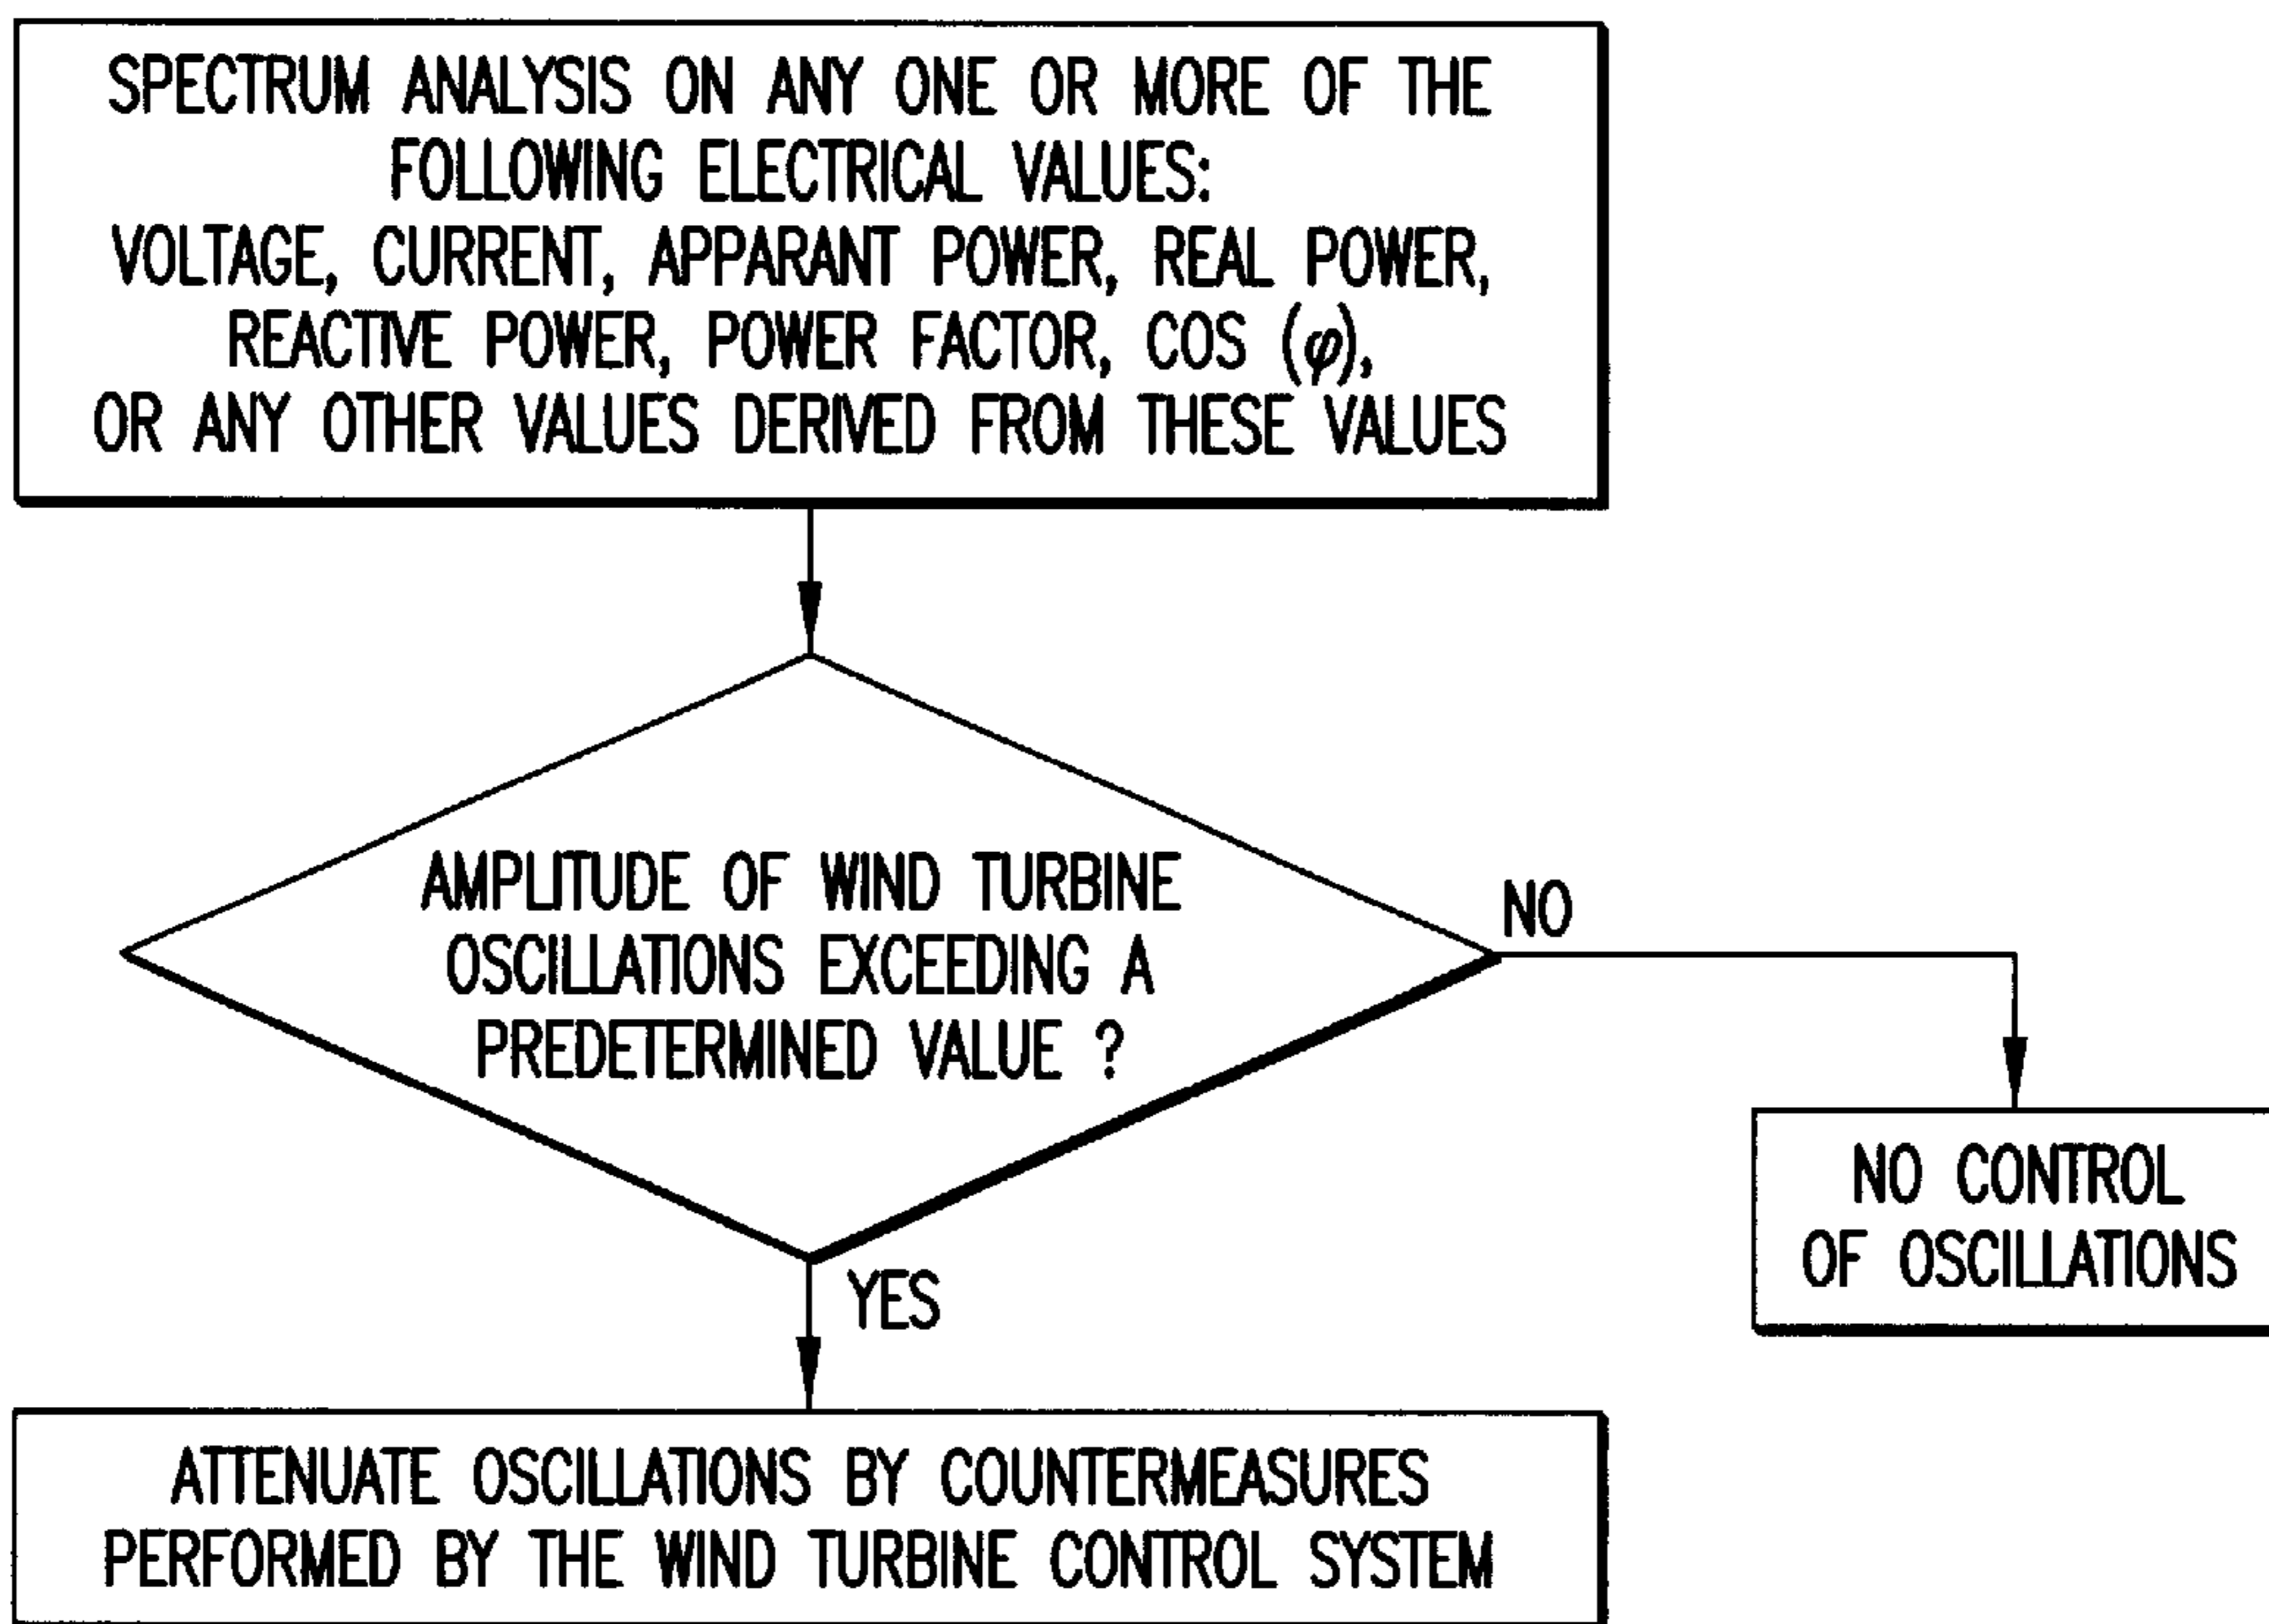 SPECTRUM ANALYSIS ON ANY ONE OR MORE OF THE
FOLLOWING ELECTRICAL VALUES:
VOLTAGE, CURRENT, APPARANT POWER, REAL POWER,
REACTIVE POWER, POWER FACTOR, COS (φ),
OR ANY OTHER VALUES DERIVED FROM THESE VALUES
AMPLITUDE OF WIND TURBINE
OSCILLATIONS EXCEEDING A
PREDETERMINED VALUE ?
NO
NO CONTROL
OF OSCILLATIONS
YES
ATTENUATE OSCILLATIONS BY COUNTERMEASURES
PERFORMED BY THE WIND TURBINE CONTROL SYSTEM